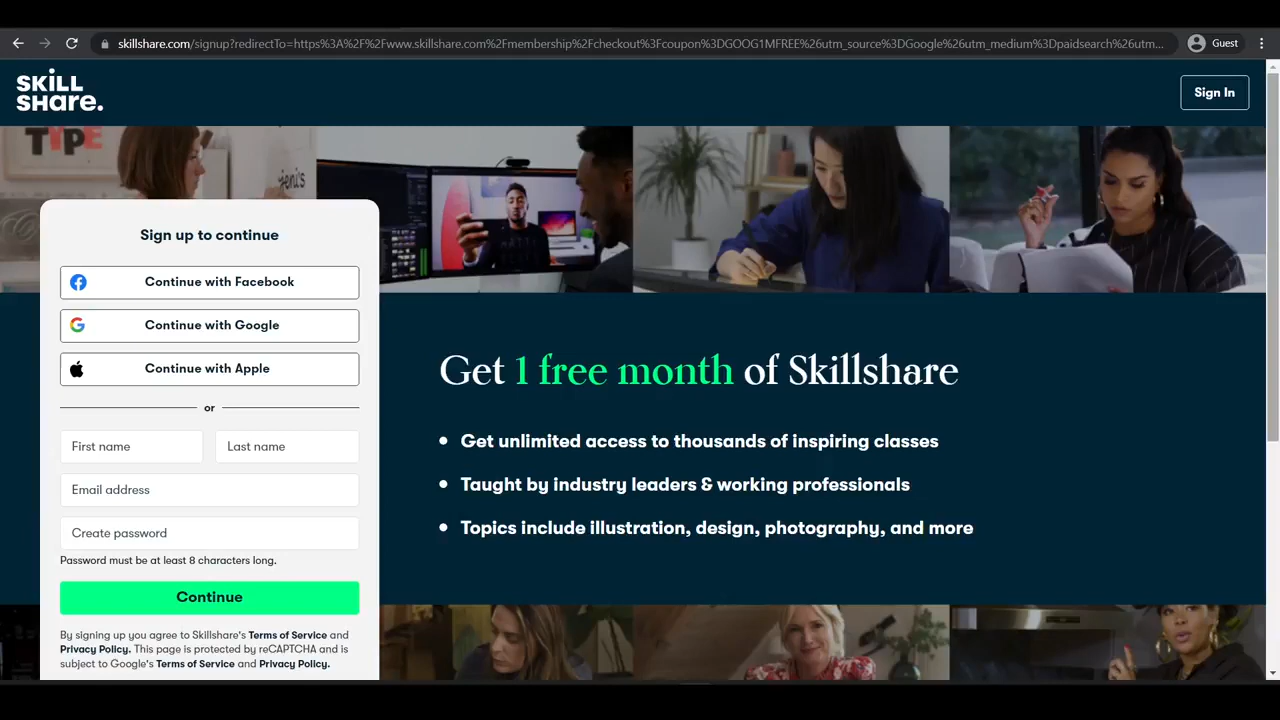 skillshare.com/signup?redirectTo=https%3A%2F%2Fwww.skillshare.com%2Fmembership%2Fcheckout%3Fcoupon%3DGOOG1MFREE%26utm_source%3DGoogle%26utm_medium%3Dpaidsearch%26utm...
Guest
SKILL
SHARE.
Sign In
TYPE
Sign up to continue
Continue with Facebook
Continue with Google
Continue with Apple
or
First name
Last name
Email address
Create password
Password must be at least 8 characters long.
Continue
By signing up you agree to Skillshare's Terms of Service and
Privacy Policy. This page is protected by reCAPTCHA and is
subject to Google's Terms of Service and Privacy Policy.
Get 1 free month of Skillshare
• Get unlimited access to thousands of inspiring classes
• Taught by industry leaders & working professionals
• Topics include illustration, design, photography, and more